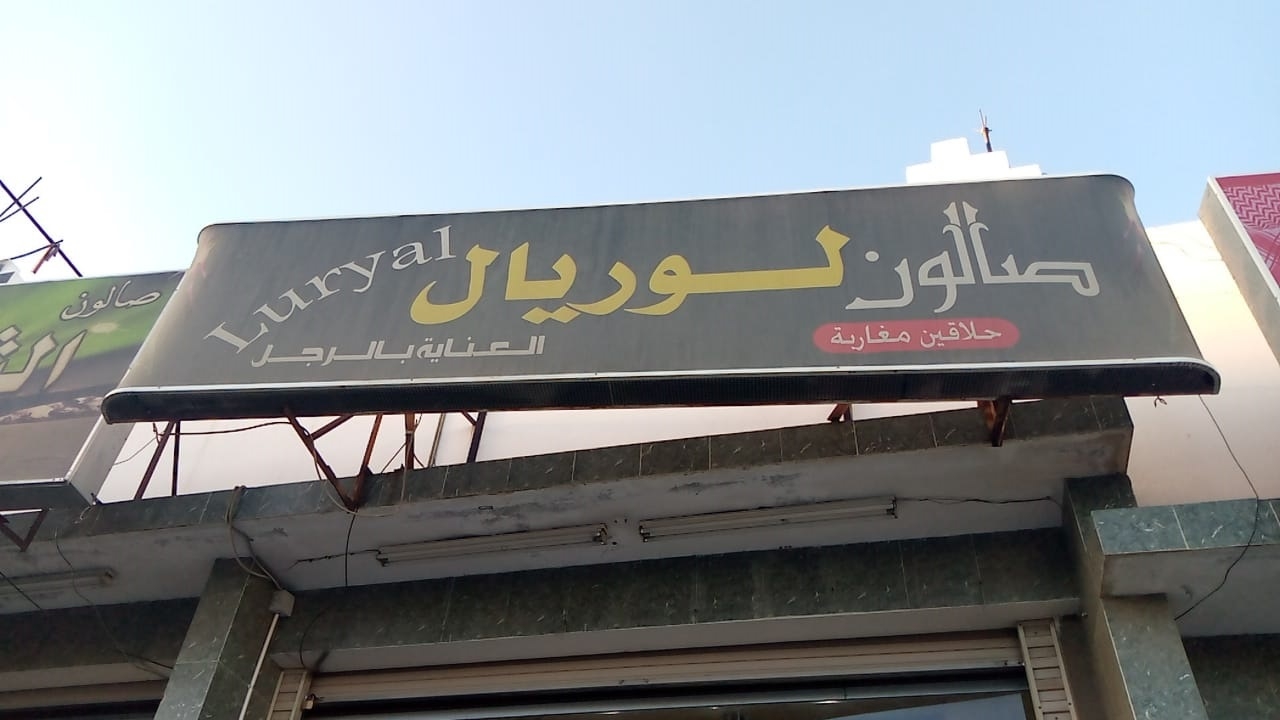 صالون لوريال
Luryal
حلاقين مغاربة
العناية بالرجل
صالون